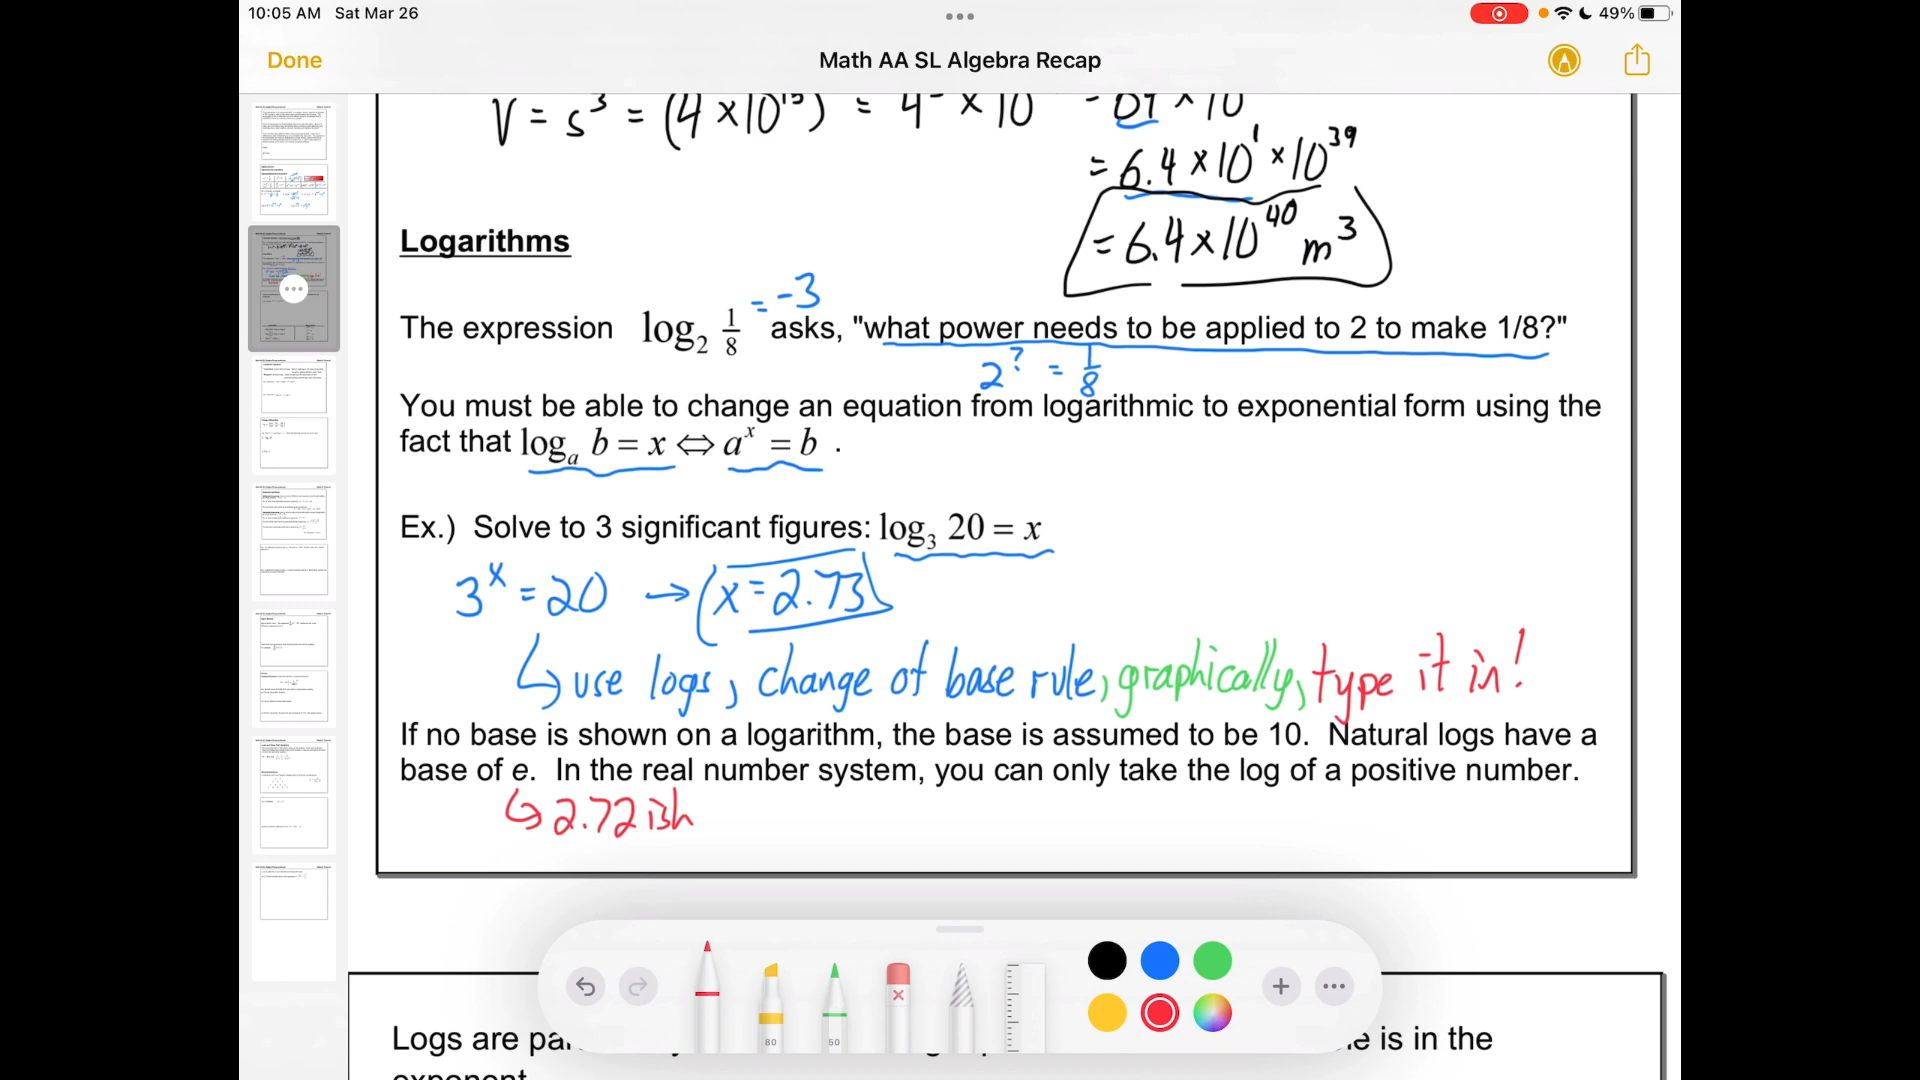 10:05 AM Sat Mar 26
49%
Done
Math AA SL Algebra Recap
V = s³ = (4 ×10¹³) = 4 × 10 = 64 × 10
= 6.4 × 10¹ × 10³⁹
= 6.4 × 10⁴⁰ m³
Logarithms
= -3
The expression log₂ 1/8 asks, "what power needs to be applied to 2 to make 1/8?"
2^? = 1/8
You must be able to change an equation from logarithmic to exponential form using the
fact that logₐ b = x ⇔ aˣ = b .
Ex.) Solve to 3 significant figures: log₃ 20 = x
3ˣ = 20 → x = 2.73
↳ use logs, change of base rule, graphically, type it in!
If no base is shown on a logarithm, the base is assumed to be 10. Natural logs have a
base of e. In the real number system, you can only take the log of a positive number.
↳ 2.72 ish
80
50
Logs are
is in the
exponent